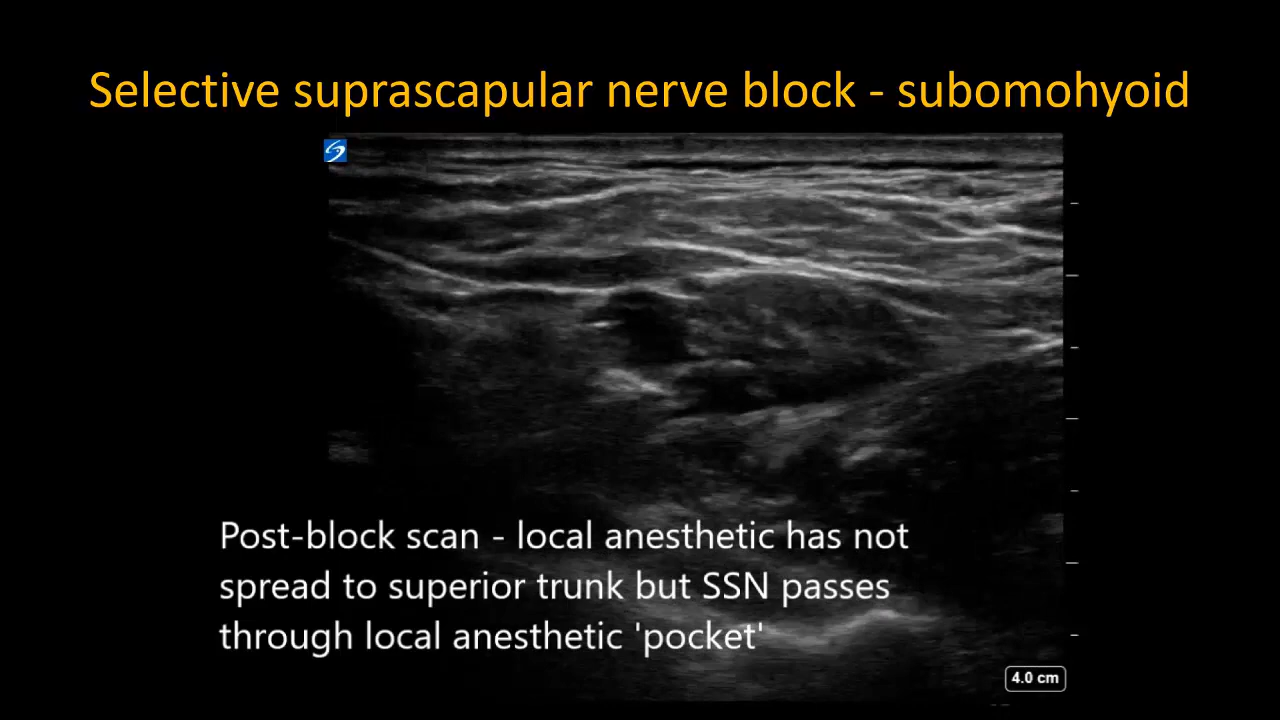 Selective suprascapular nerve block - subomohyoid
Post-block scan - local anesthetic has not
spread to superior trunk but SSN passes
through local anesthetic 'pocket'
4.0 cm